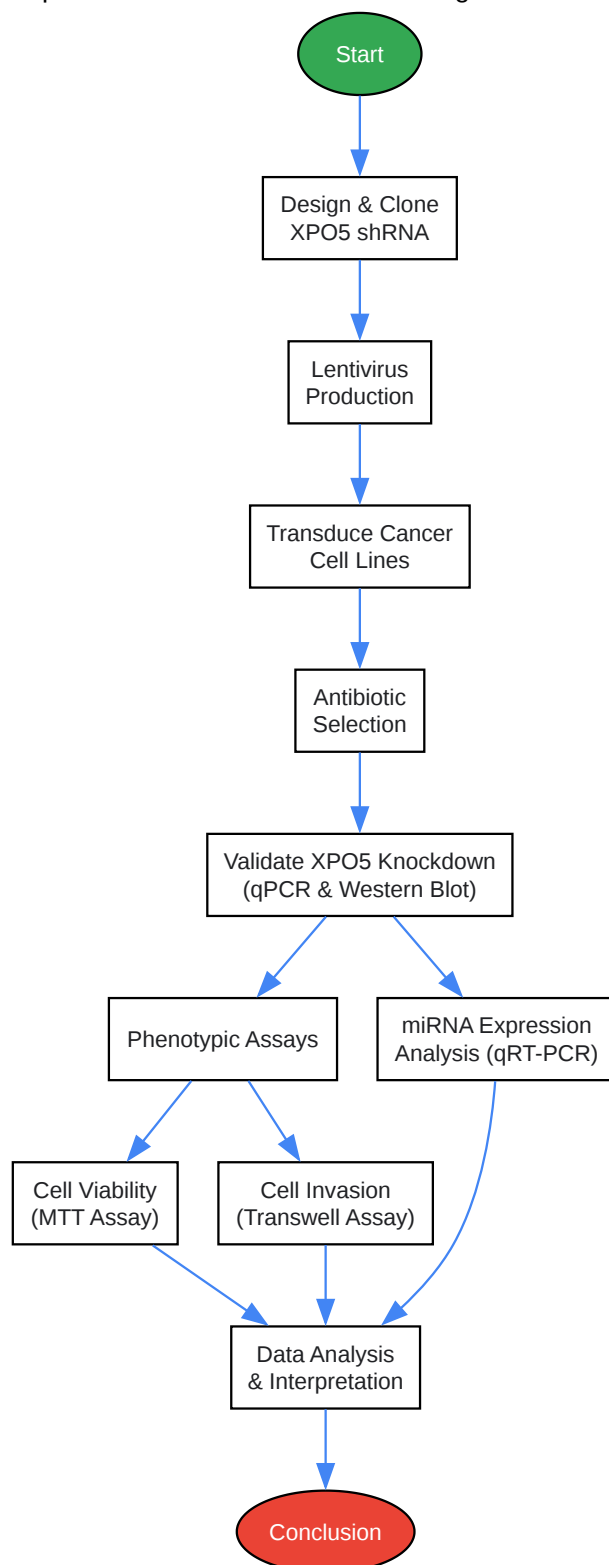 Start
Design & Clone
XPO5 shRNA
Lentivirus
Production
Transduce Cancer
Cell Lines
Antibiotic
Selection
Validate XPO5 Knockdown
(qPCR & Western Blot)
Phenotypic Assays
miRNA Expression
Analysis (qRT-PCR)
Cell Viability
(MTT Assay)
Cell Invasion
(Transwell Assay)
Data Analysis
& Interpretation
Conclusion